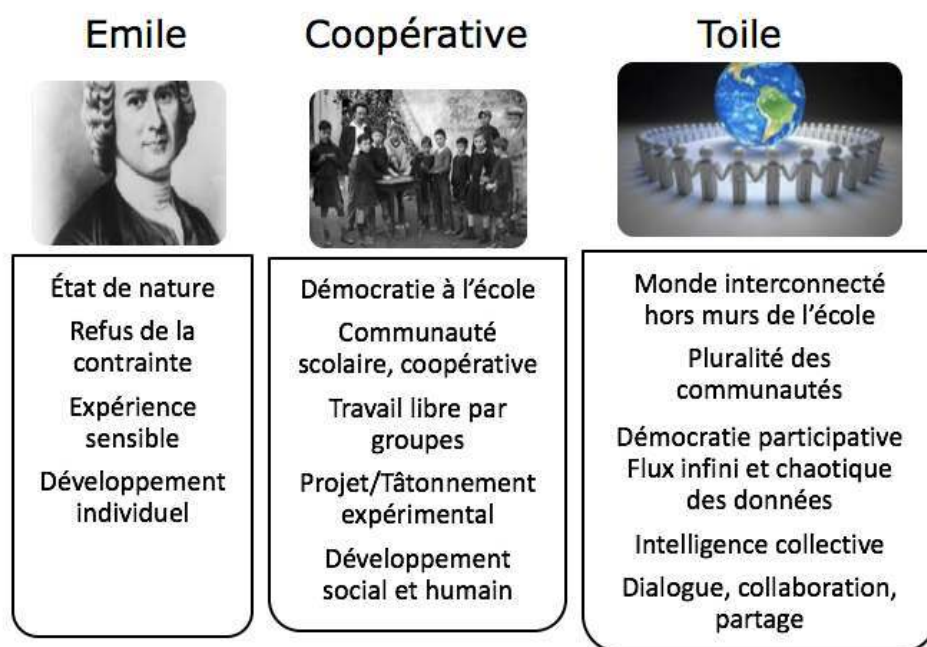 Emile
Coopérative
Toile
État de nature
Refus de la
contrainte
Expérience
sensible
Développement
individuel
Démocratie à l'école
Communauté
scolaire, coopérative
Travail libre par
groupes
Projet/Tâtonnement
expérimental
Développement
social et humain
Monde interconnecté
hors murs de l'école
Pluralité des
communautés
Démocratie participative
Flux infini et chaotique
des données
Intelligence collective
Dialogue, collaboration,
partage